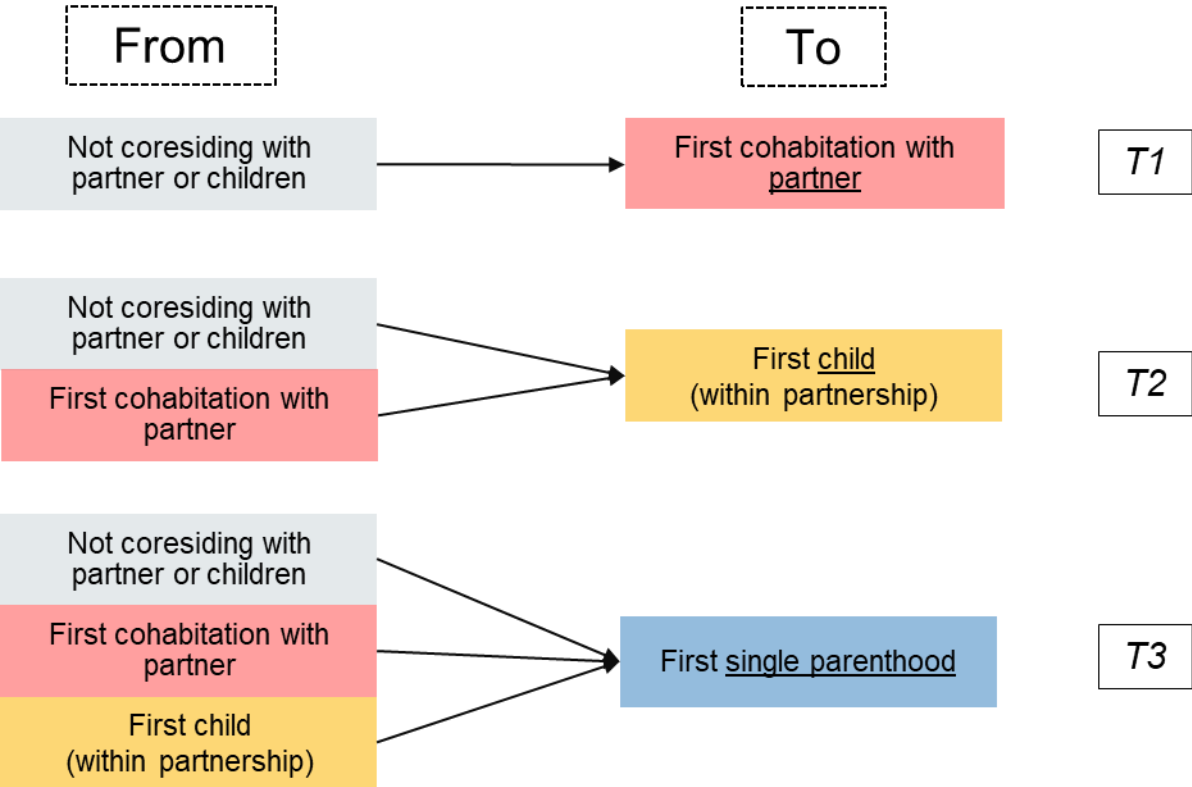 From
To
Not coresiding with
partner or children
First cohabitation with
partner
T1
Not coresiding with
partner or children
First cohabitation with
partner
First child
(within partnership)
T2
Not coresiding with
partner or children
First cohabitation with
partner
First child
(within partnership)
First single parenthood
T3